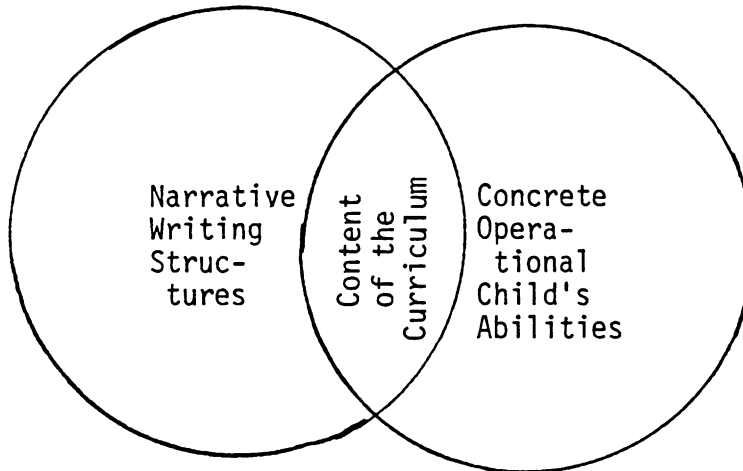 Narrative
Writing
Struc-
tures
Content
of the
Curriculum
Concrete
Opera-
tional
Child's
Abilities